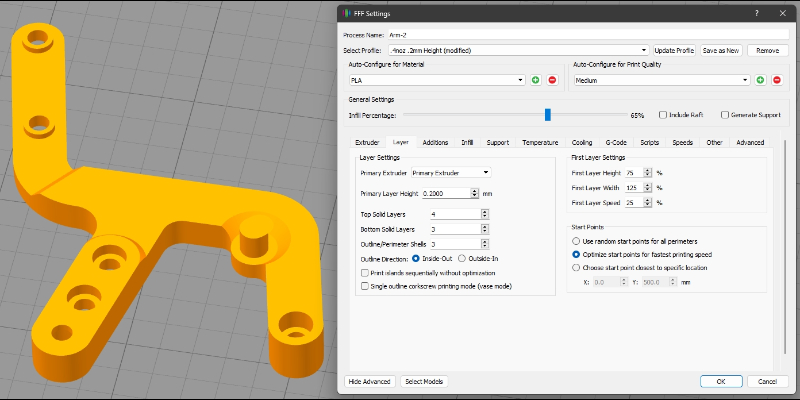 FFF Settings
Process Name: Arm-2
Select Profile: .4noz .2mm Height (modified) Update Profile Save as New Remove
Auto-Configure for Material Auto-Configure for Print Quality
PLA Medium
General Settings
Infill Percentage: 65% Include Raft Generate Support
Extruder Layer Additions Infill Support Temperature Cooling G-Code Scripts Speeds Other Advanced
Layer Settings
Primary Extruder Primary Extruder
Primary Layer Height 0.2000 mm
Top Solid Layers 4
Bottom Solid Layers 3
Outline/Perimeter Shells 3
Outline Direction: Inside-Out Outside-In
Print islands sequentially without optimization
Single outline corkscrew printing mode (vase mode)
First Layer Settings
First Layer Height 75 %
First Layer Width 125 %
First Layer Speed 25 %
Start Points
Use random start points for all perimeters
Optimize start points for fastest printing speed
Choose start point closest to specific location
X: 0.0 Y: 500.0 mm
Hide Advanced Select Models OK Cancel